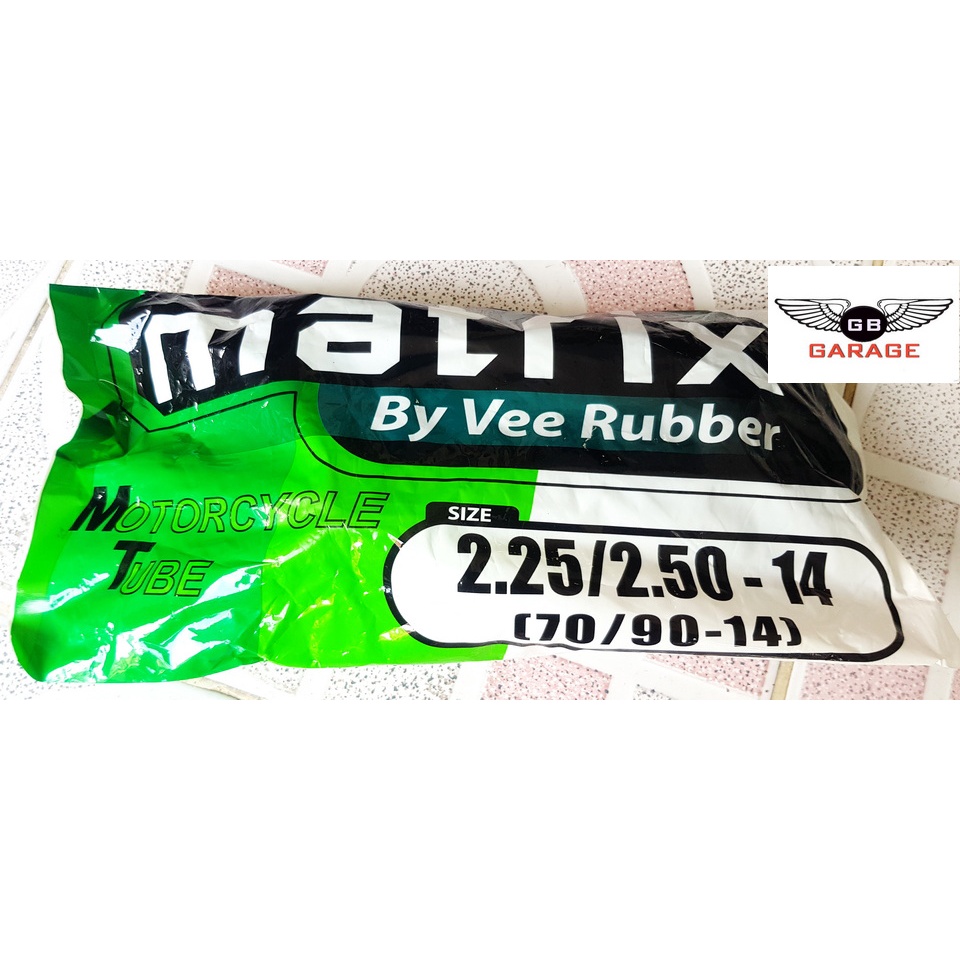 matrix
GB
GARAGE
By Vee Rubber
MOTORCYCLE
TUBE
SIZE
2.25/2.50-14
(70/90-14)